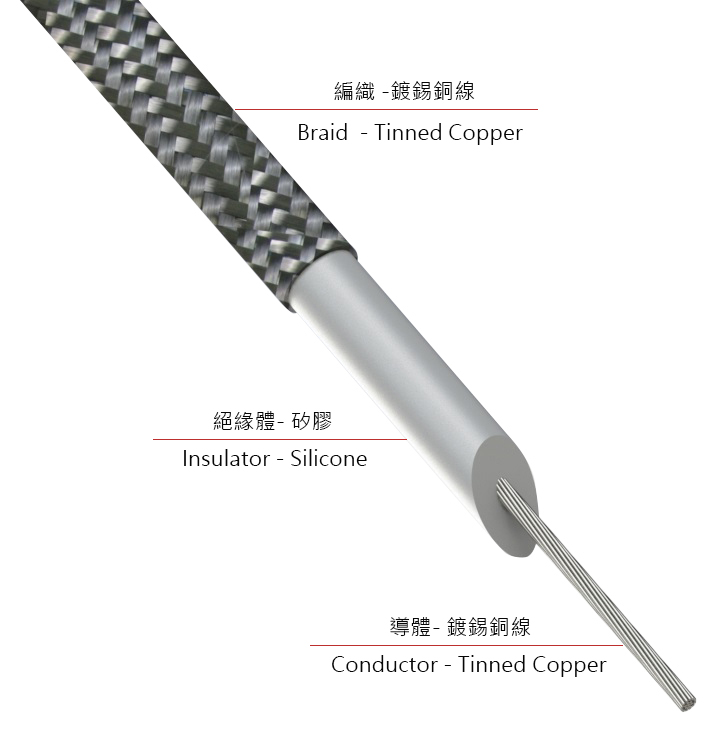 編織 -鍍錫銅線
Braid - Tinned Copper
絕緣體- 矽膠
Insulator - Silicone
導體- 鍍錫銅線
Conductor - Tinned Copper